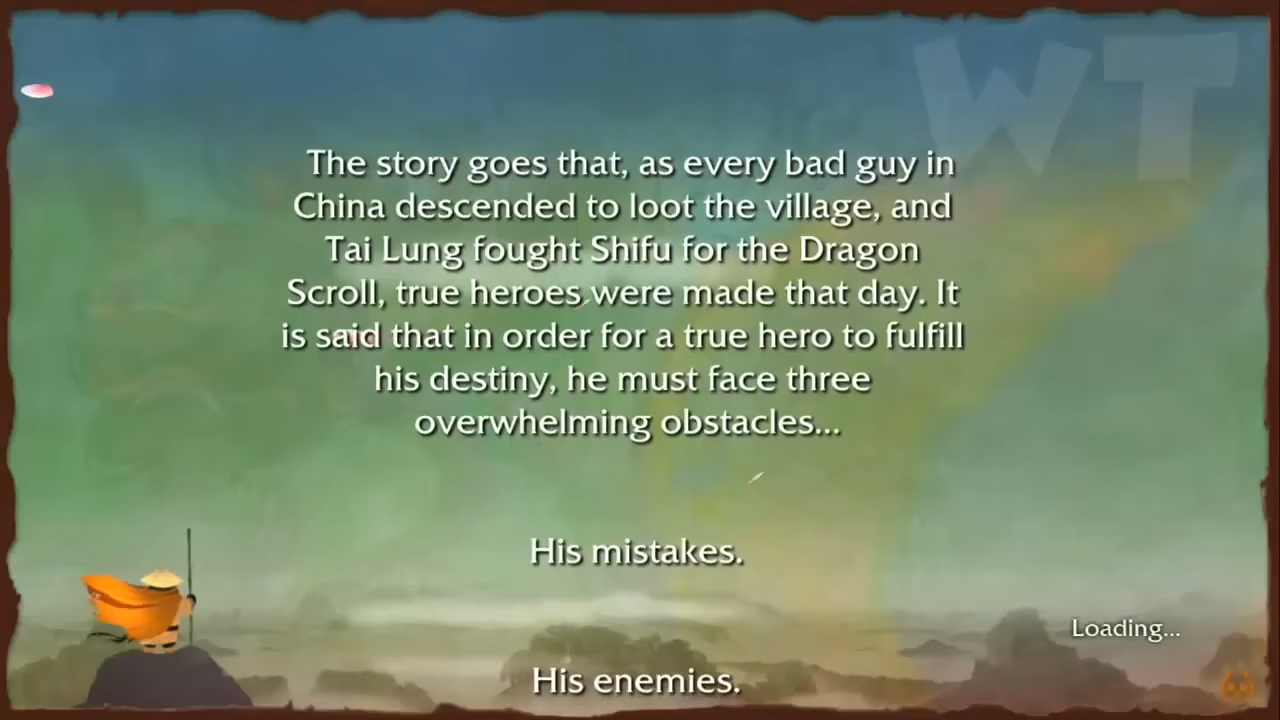 WT
The story goes that, as every bad guy in
China descended to loot the village, and
Tai Lung fought Shifu for the Dragon
Scroll, true heroes were made that day. It
is said that in order for a true hero to fulfill
his destiny, he must face three
overwhelming obstacles...
His mistakes.
Loading...
His enemies.